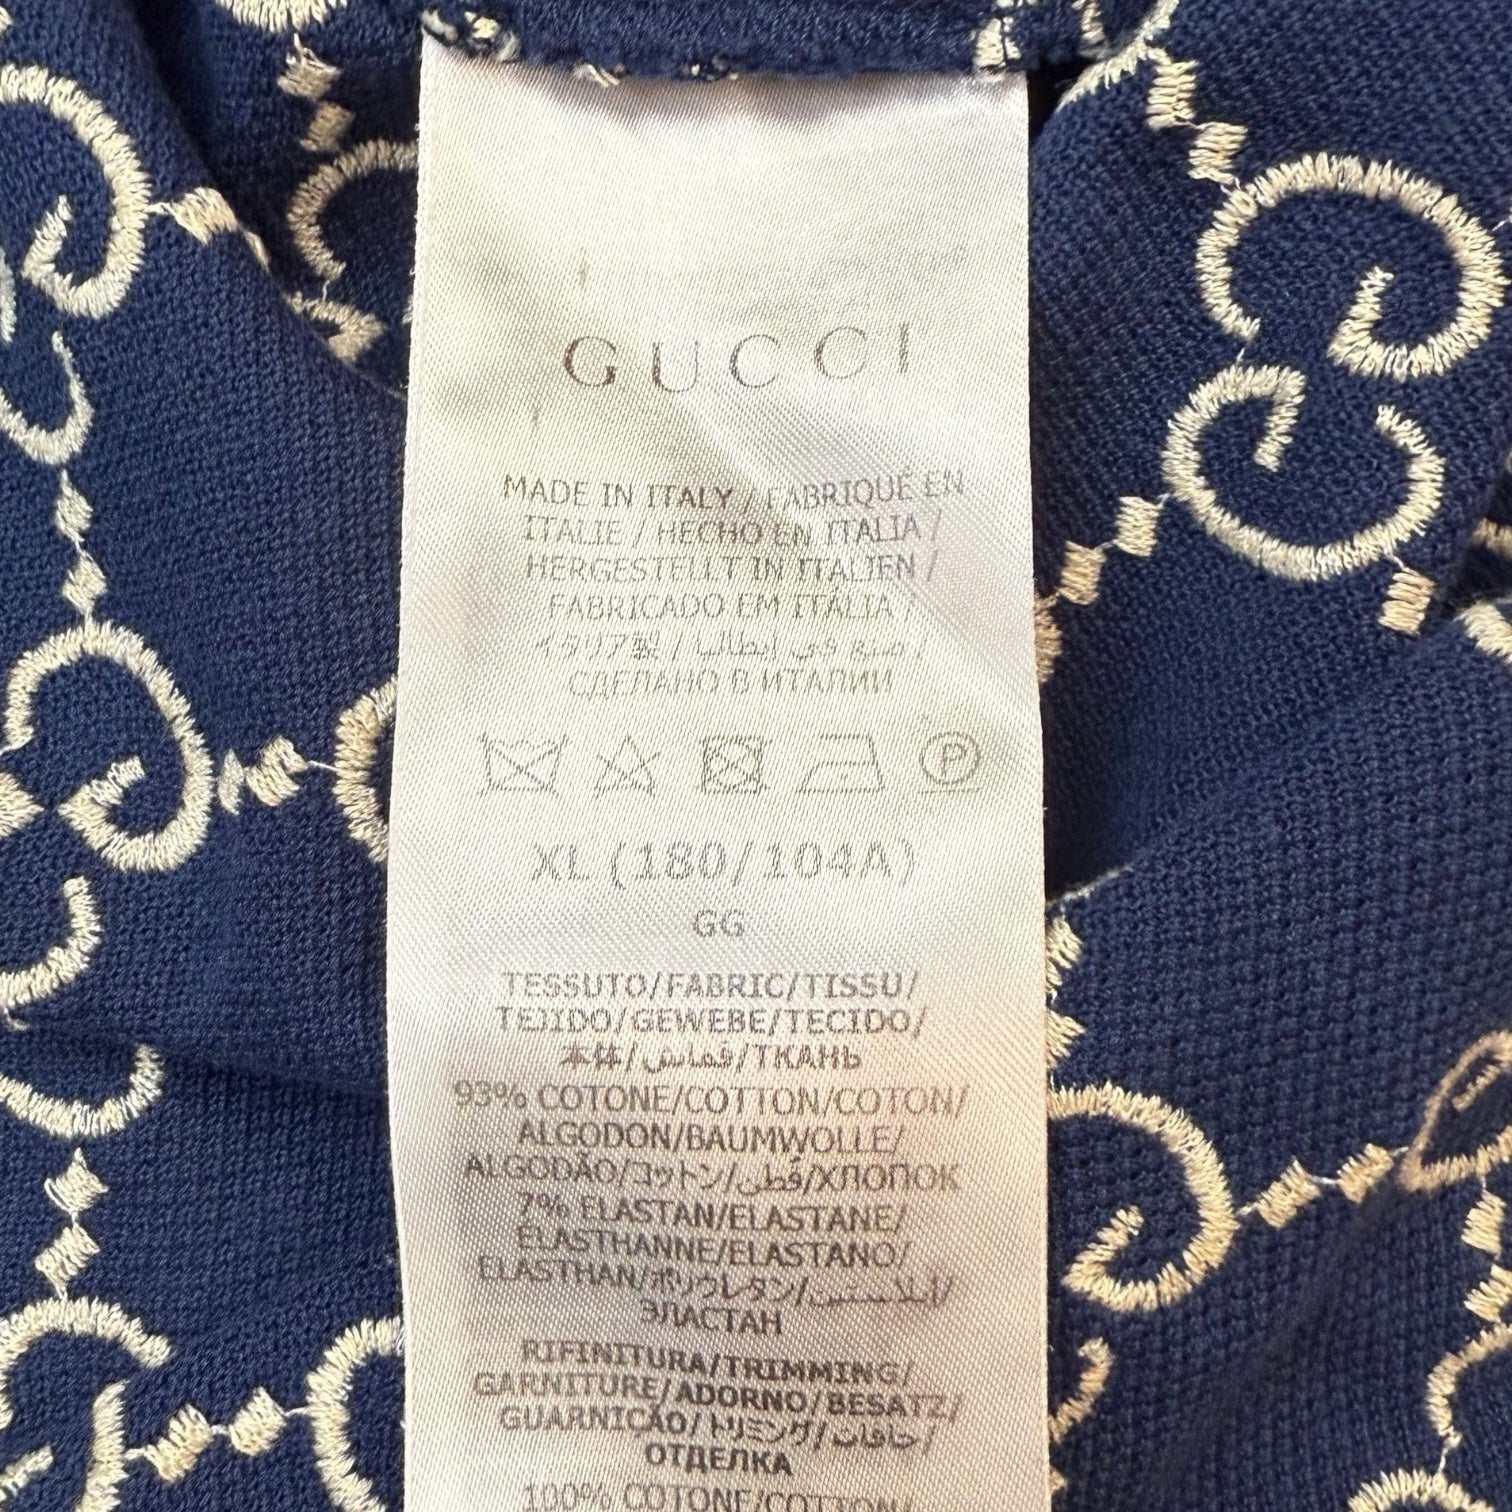 GUCCI
MADE IN ITALY / FABRIQUÉ EN
ITALIE / HECHO EN ITALIA /
HERGESTELLT IN ITALIEN /
FABRICADO EM ITÁLIA
イタリア製 / صنع في إيطاليا
СДЕЛАНО В ИТАЛИИ
P
XL (180/104A)
GG
TESSUTO/FABRIC/TISSU/
TEJIDO/GEWEBE/TECIDO/
本体/قماش/ТКАНЬ
93% COTONE/COTTON/COTON/
ALGODON/BAUMWOLLE/
ALGODÃO/コットン/قطن/ХЛОПОК
7% ELASTAN/ELASTANE/
ÉLASTHANNE/ELASTANO/
ELASTHAN/ポリウレタン/
ЭЛАСТАН
RIFINITURA/TRIMMING/
GARNITURE/ADORNO/BESATZ/
GUARNIÇÃO/トリミング/
ОТДЕЛКА
100% COTONE/COTTON/